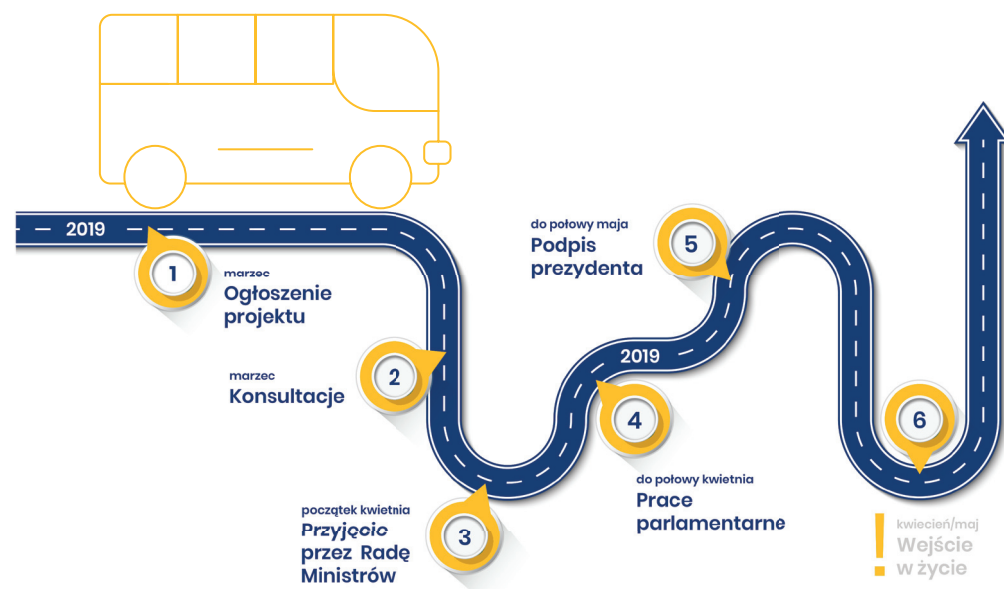 2019
1
marzec
Ogłoszenie
projektu
2
marzec
Konsultacje
3
początek kwietnia
Przyjęcie
przez Radę
Ministrów
2019
4
do połowy kwietnia
Prace
parlamentarne
5
do połowy maja
Podpis
prezydenta
6
kwiecień/maj
Wejście
w życie